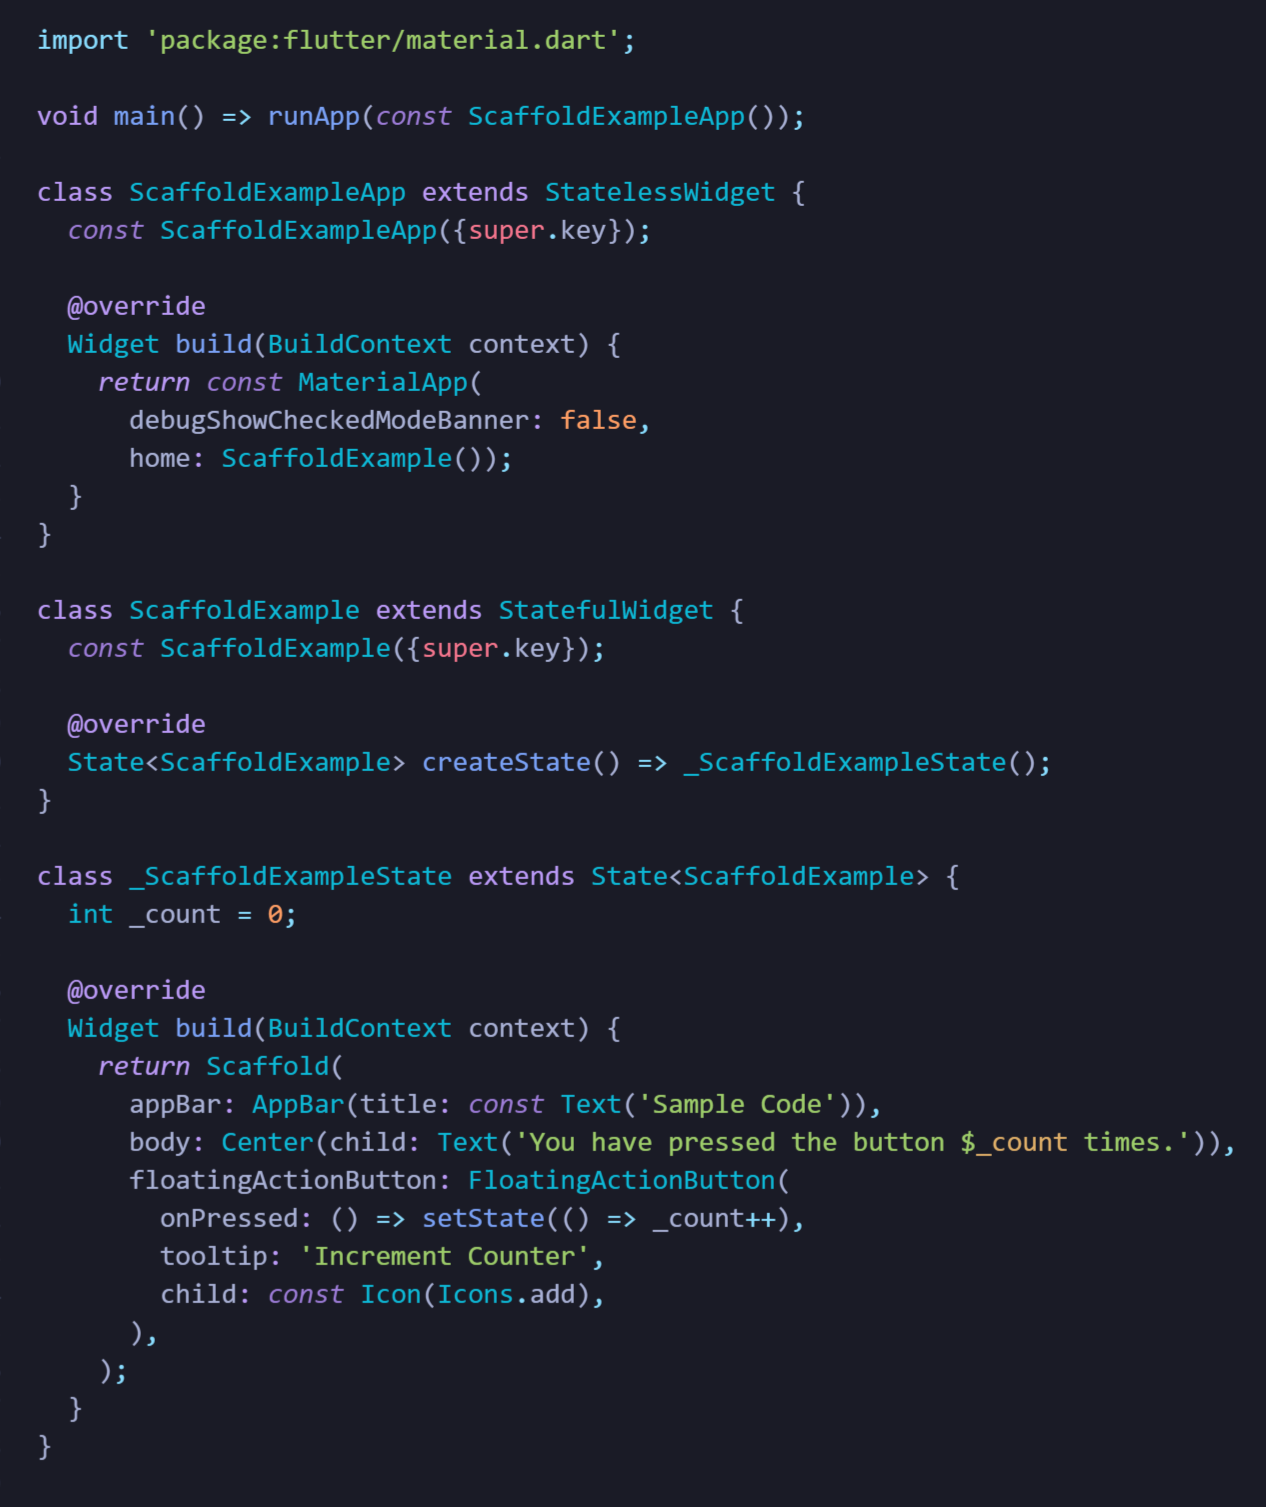 import 'package:flutter/material.dart';

void main() => runApp(const ScaffoldExampleApp());

class ScaffoldExampleApp extends StatelessWidget {
  const ScaffoldExampleApp({super.key});

  @override
  Widget build(BuildContext context) {
    return const MaterialApp(
      debugShowCheckedModeBanner: false,
      home: ScaffoldExample());
  }
}

class ScaffoldExample extends StatefulWidget {
  const ScaffoldExample({super.key});

  @override
  State<ScaffoldExample> createState() => _ScaffoldExampleState();
}

class _ScaffoldExampleState extends State<ScaffoldExample> {
  int _count = 0;

  @override
  Widget build(BuildContext context) {
    return Scaffold(
      appBar: AppBar(title: const Text('Sample Code')),
      body: Center(child: Text('You have pressed the button $_count times.')),
      floatingActionButton: FloatingActionButton(
        onPressed: () => setState(() => _count++),
        tooltip: 'Increment Counter',
        child: const Icon(Icons.add),
      ),
    );
  }
}